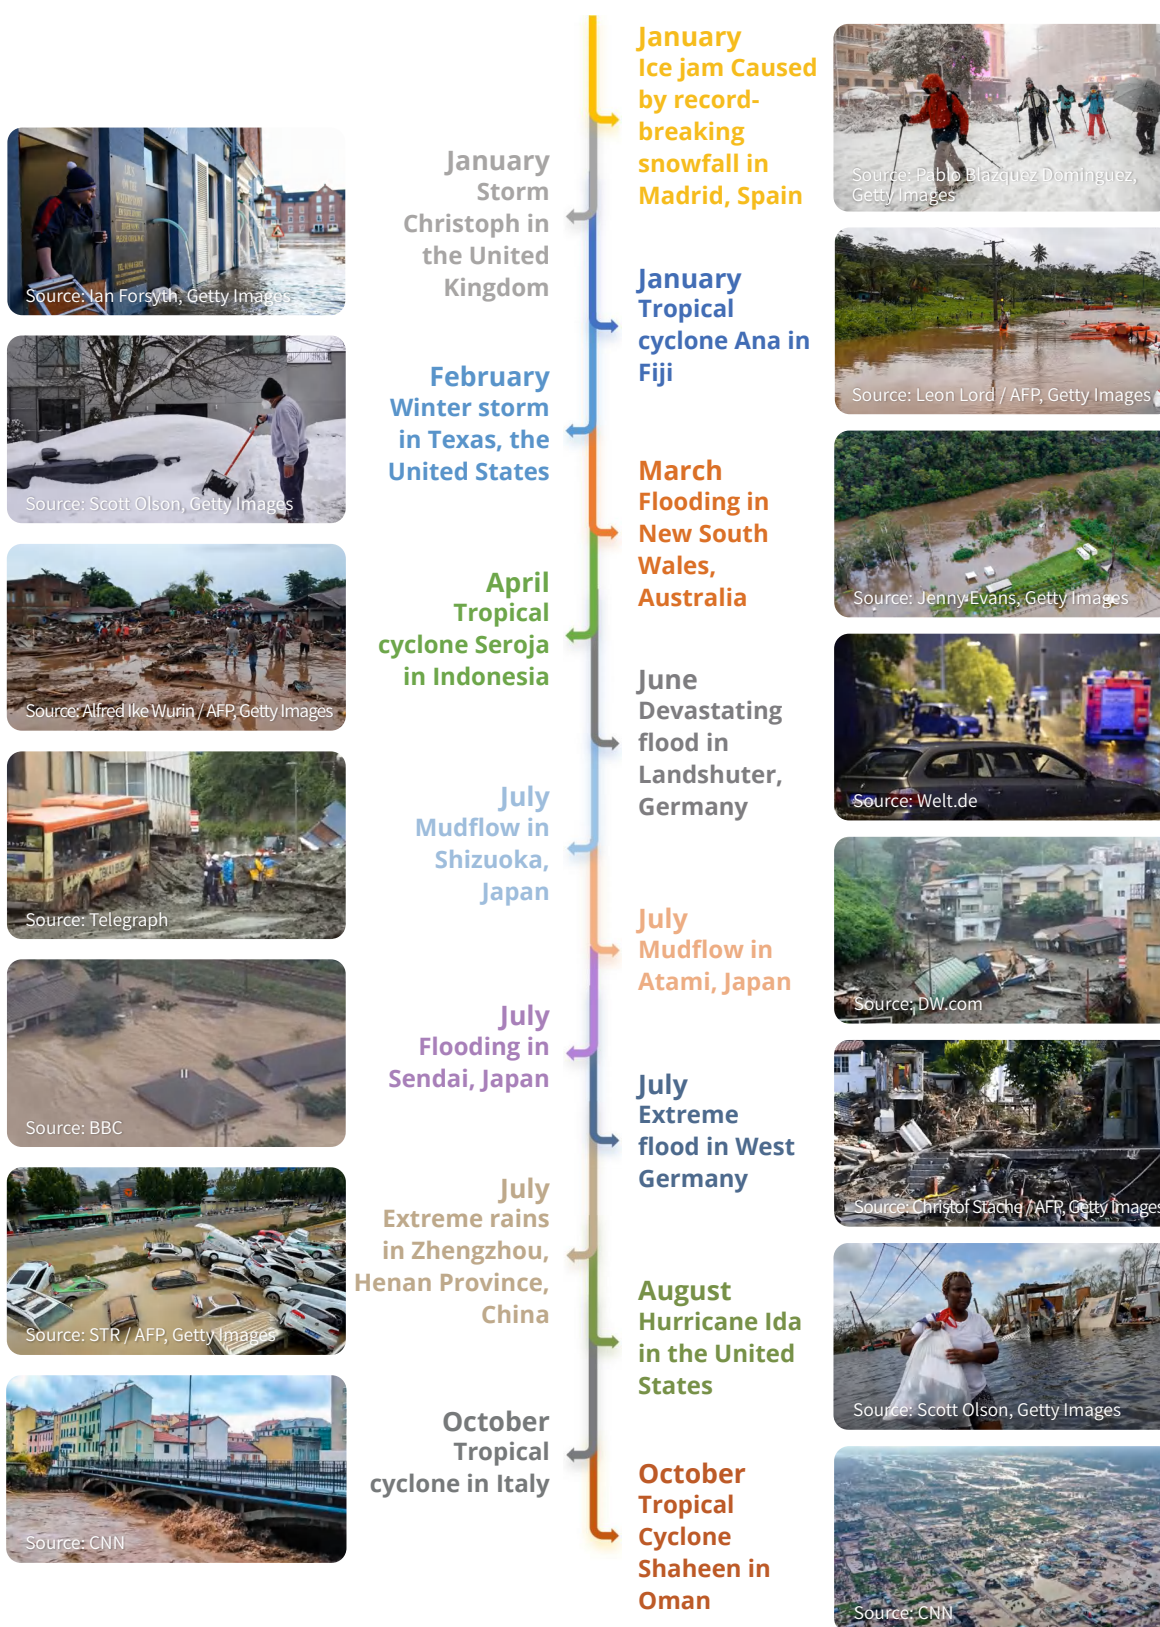 January
Ice jam Caused
by record-
breaking
snowfall in
Madrid, Spain
Source: Pablo Blazquez Dominguez,
Getty Images
January
Storm
Christoph in
the United
Kingdom
Source: Ian Forsyth, Getty Images
January
Tropical
cyclone Ana in
Fiji
Source: Leon Lord / AFP, Getty Images
February
Winter storm
in Texas, the
United States
Source: Scott Olson, Getty Images
March
Flooding in
New South
Wales,
Australia
Source: Jenny Evans, Getty Images
April
Tropical
cyclone Seroja
in Indonesia
Source: Alfred Ike Wurin / AFP, Getty Images
June
Devastating
flood in
Landshuter,
Germany
Source: Welt.de
July
Mudflow in
Shizuoka,
Japan
Source: Telegraph
July
Mudflow in
Atami, Japan
Source: DW.com
July
Flooding in
Sendai, Japan
Source: BBC
July
Extreme
flood in West
Germany
Source: Christof Stache / AFP, Getty Images
July
Extreme rains
in Zhengzhou,
Henan Province,
China
Source: STR / AFP, Getty Images
August
Hurricane Ida
in the United
States
Source: Scott Olson, Getty Images
October
Tropical
cyclone in Italy
Source: CNN
October
Tropical
Cyclone
Shaheen in
Oman
Source: CNN